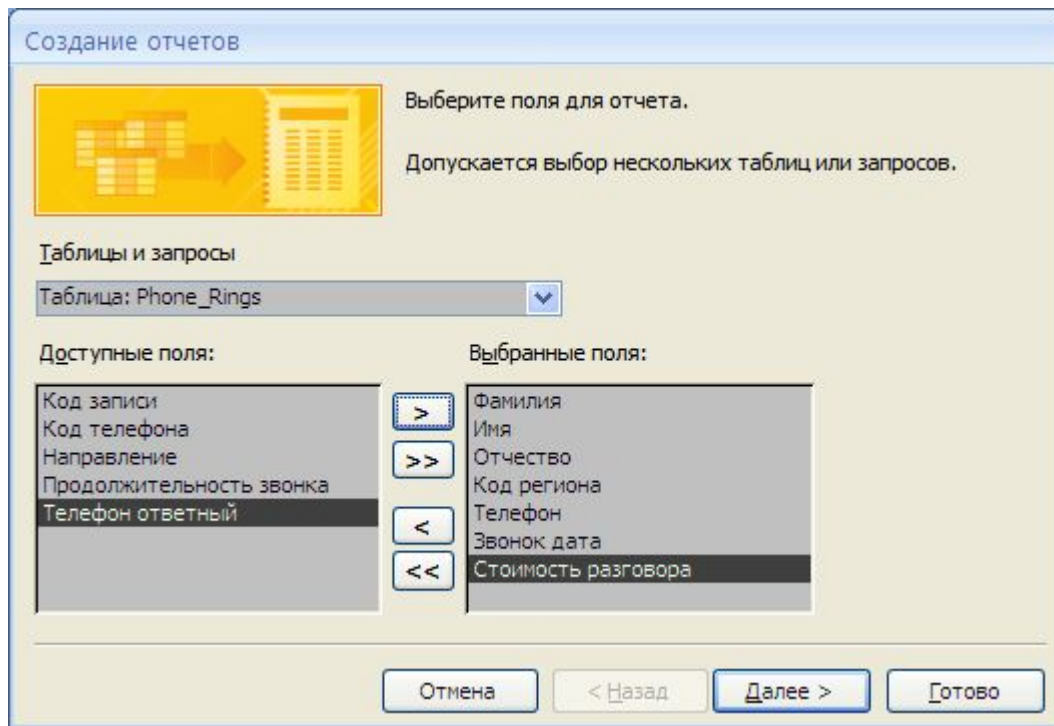 Создание отчетов
Выберите поля для отчета.
Допускается выбор нескольких таблиц или запросов.
Таблицы и запросы
Таблица: Phone_Rings
Доступные поля:
Код записи
Код телефона
Направление
Продолжительность звонка
Телефон ответный
>
>>
<
<<
Выбранные поля:
Фамилия
Имя
Отчество
Код региона
Телефон
Звонок дата
Стоимость разговора
Отмена
< Назад
Далее >
Готово